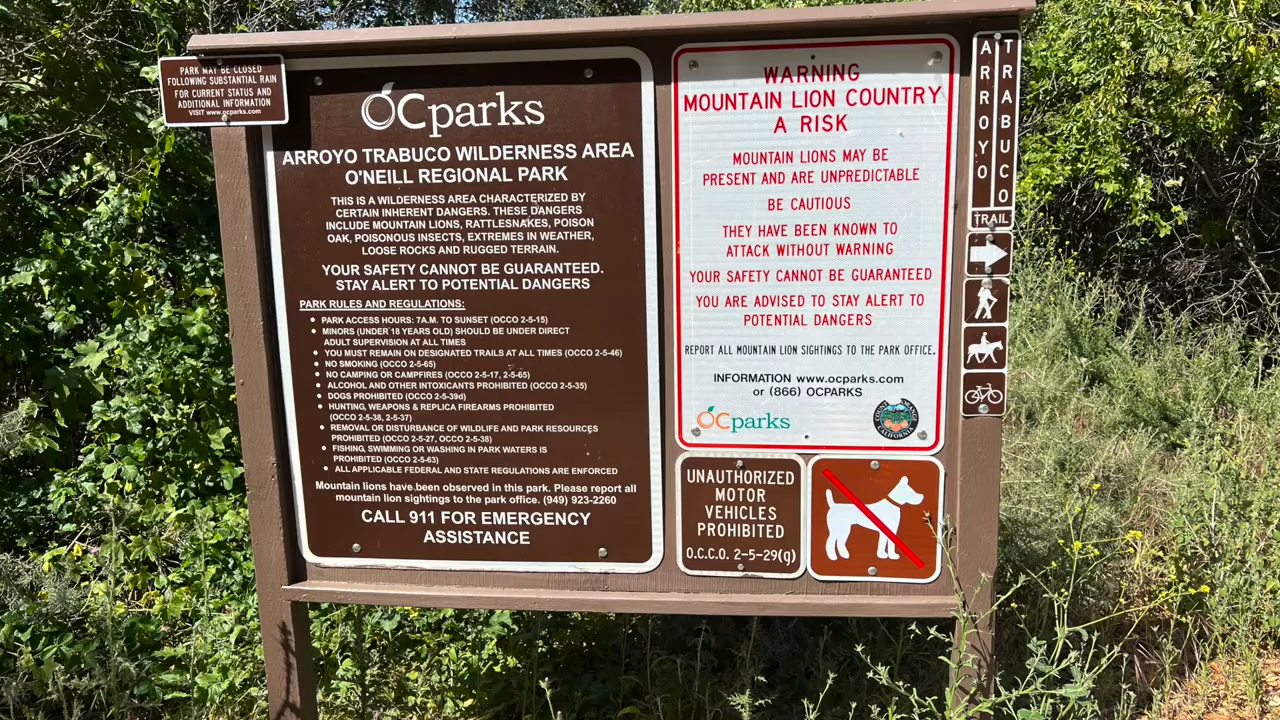 PARK MAY BE CLOSED
FOLLOWING SUBSTANTIAL RAIN
FOR CURRENT STATUS AND
ADDITIONAL INFORMATION
VISIT www.ocparks.com
OCparks
ARROYO TRABUCO WILDERNESS AREA
O'NEILL REGIONAL PARK
THIS IS A WILDERNESS AREA CHARACTERIZED BY
CERTAIN INHERENT DANGERS. THESE DANGERS
INCLUDE MOUNTAIN LIONS, RATTLESNAKES, POISON
OAK, POISONOUS INSECTS, EXTREMES IN WEATHER,
LOOSE ROCKS AND RUGGED TERRAIN.
YOUR SAFETY CANNOT BE GUARANTEED.
STAY ALERT TO POTENTIAL DANGERS
PARK RULES AND REGULATIONS:
• PARK ACCESS HOURS: 7A.M. TO SUNSET (OCCO 2-5-15)
• MINORS (UNDER 18 YEARS OLD) SHOULD BE UNDER DIRECT
ADULT SUPERVISION AT ALL TIMES
• YOU MUST REMAIN ON DESIGNATED TRAILS AT ALL TIMES (OCCO 2-5-46)
• NO SMOKING (OCCO 2-5-65)
• NO CAMPING OR CAMPFIRES (OCCO 2-5-17, 2-5-65)
• ALCOHOL AND OTHER INTOXICANTS PROHIBITED (OCCO 2-5-35)
• DOGS PROHIBITED (OCCO 2-5-39d)
• HUNTING, WEAPONS & REPLICA FIREARMS PROHIBITED
(OCCO 2-5-38, 2-5-37)
• REMOVAL OR DISTURBANCE OF WILDLIFE AND PARK RESOURCES
PROHIBITED (OCCO 2-5-27, OCCO 2-5-38)
• FISHING, SWIMMING OR WASHING IN PARK WATERS IS
PROHIBITED (OCCO 2-5-63)
• ALL APPLICABLE FEDERAL AND STATE REGULATIONS ARE ENFORCED
Mountain lions have been observed in this park. Please report all
mountain lion sightings to the park office. (949) 923-2260
CALL 911 FOR EMERGENCY
ASSISTANCE
WARNING
MOUNTAIN LION COUNTRY
A RISK
MOUNTAIN LIONS MAY BE
PRESENT AND ARE UNPREDICTABLE
BE CAUTIOUS
THEY HAVE BEEN KNOWN TO
ATTACK WITHOUT WARNING
YOUR SAFETY CANNOT BE GUARANTEED
YOU ARE ADVISED TO STAY ALERT TO
POTENTIAL DANGERS
REPORT ALL MOUNTAIN LION SIGHTINGS TO THE PARK OFFICE.
INFORMATION www.ocparks.com
or (866) OCPARKS
OCparks
COUNTY OF ORANGE
CALIFORNIA
UNAUTHORIZED
MOTOR
VEHICLES
PROHIBITED
O.C.C.O. 2-5-29(g)
ARROYO
TRABUCO
TRAIL